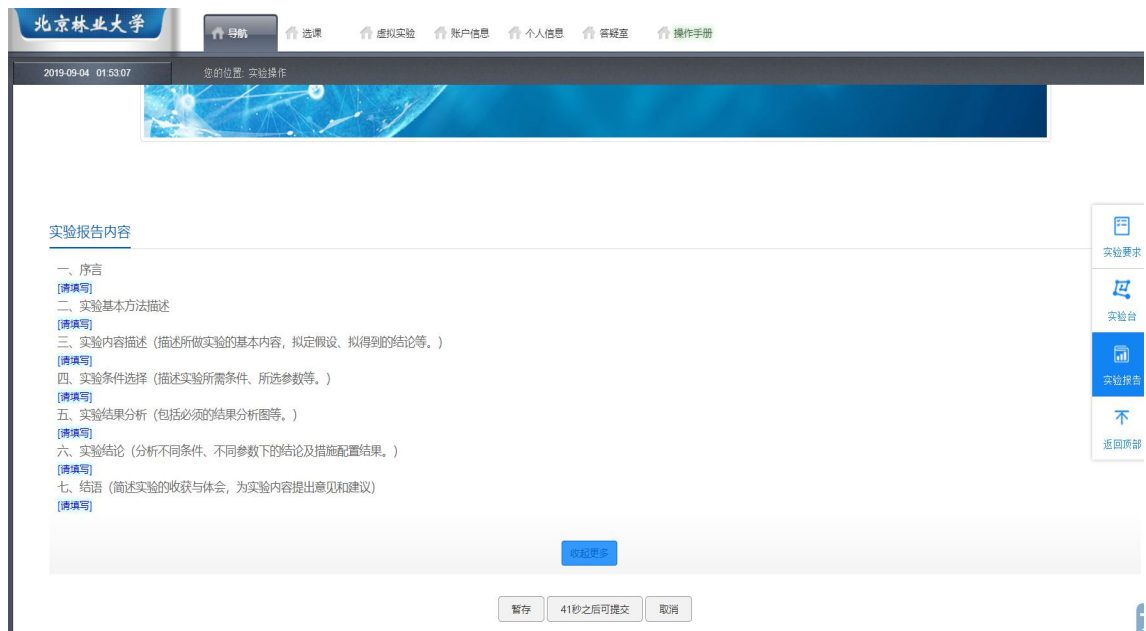 北京林业大学
导航 选课 虚拟实验 账户信息 个人信息 答疑室 操作手册
2019-09-04 01:53:07 您的位置: 实验操作
实验报告内容
一、序言
[请填写]
二、实验基本方法描述
[请填写]
三、实验内容描述（描述所做实验的基本内容，拟定假设、拟得到的结论等。）
[请填写]
四、实验条件选择（描述实验所需条件、所选参数等。）
[请填写]
五、实验结果分析（包括必须的结果分析图等。）
[请填写]
六、实验结论（分析不同条件、不同参数下的结论及措施配置结果。）
[请填写]
七、结语（简述实验的收获与体会，为实验内容提出意见和建议）
[请填写]
收起更多
暂存 41秒之后可提交 取消
实验要求
实验台
实验报告
返回顶部